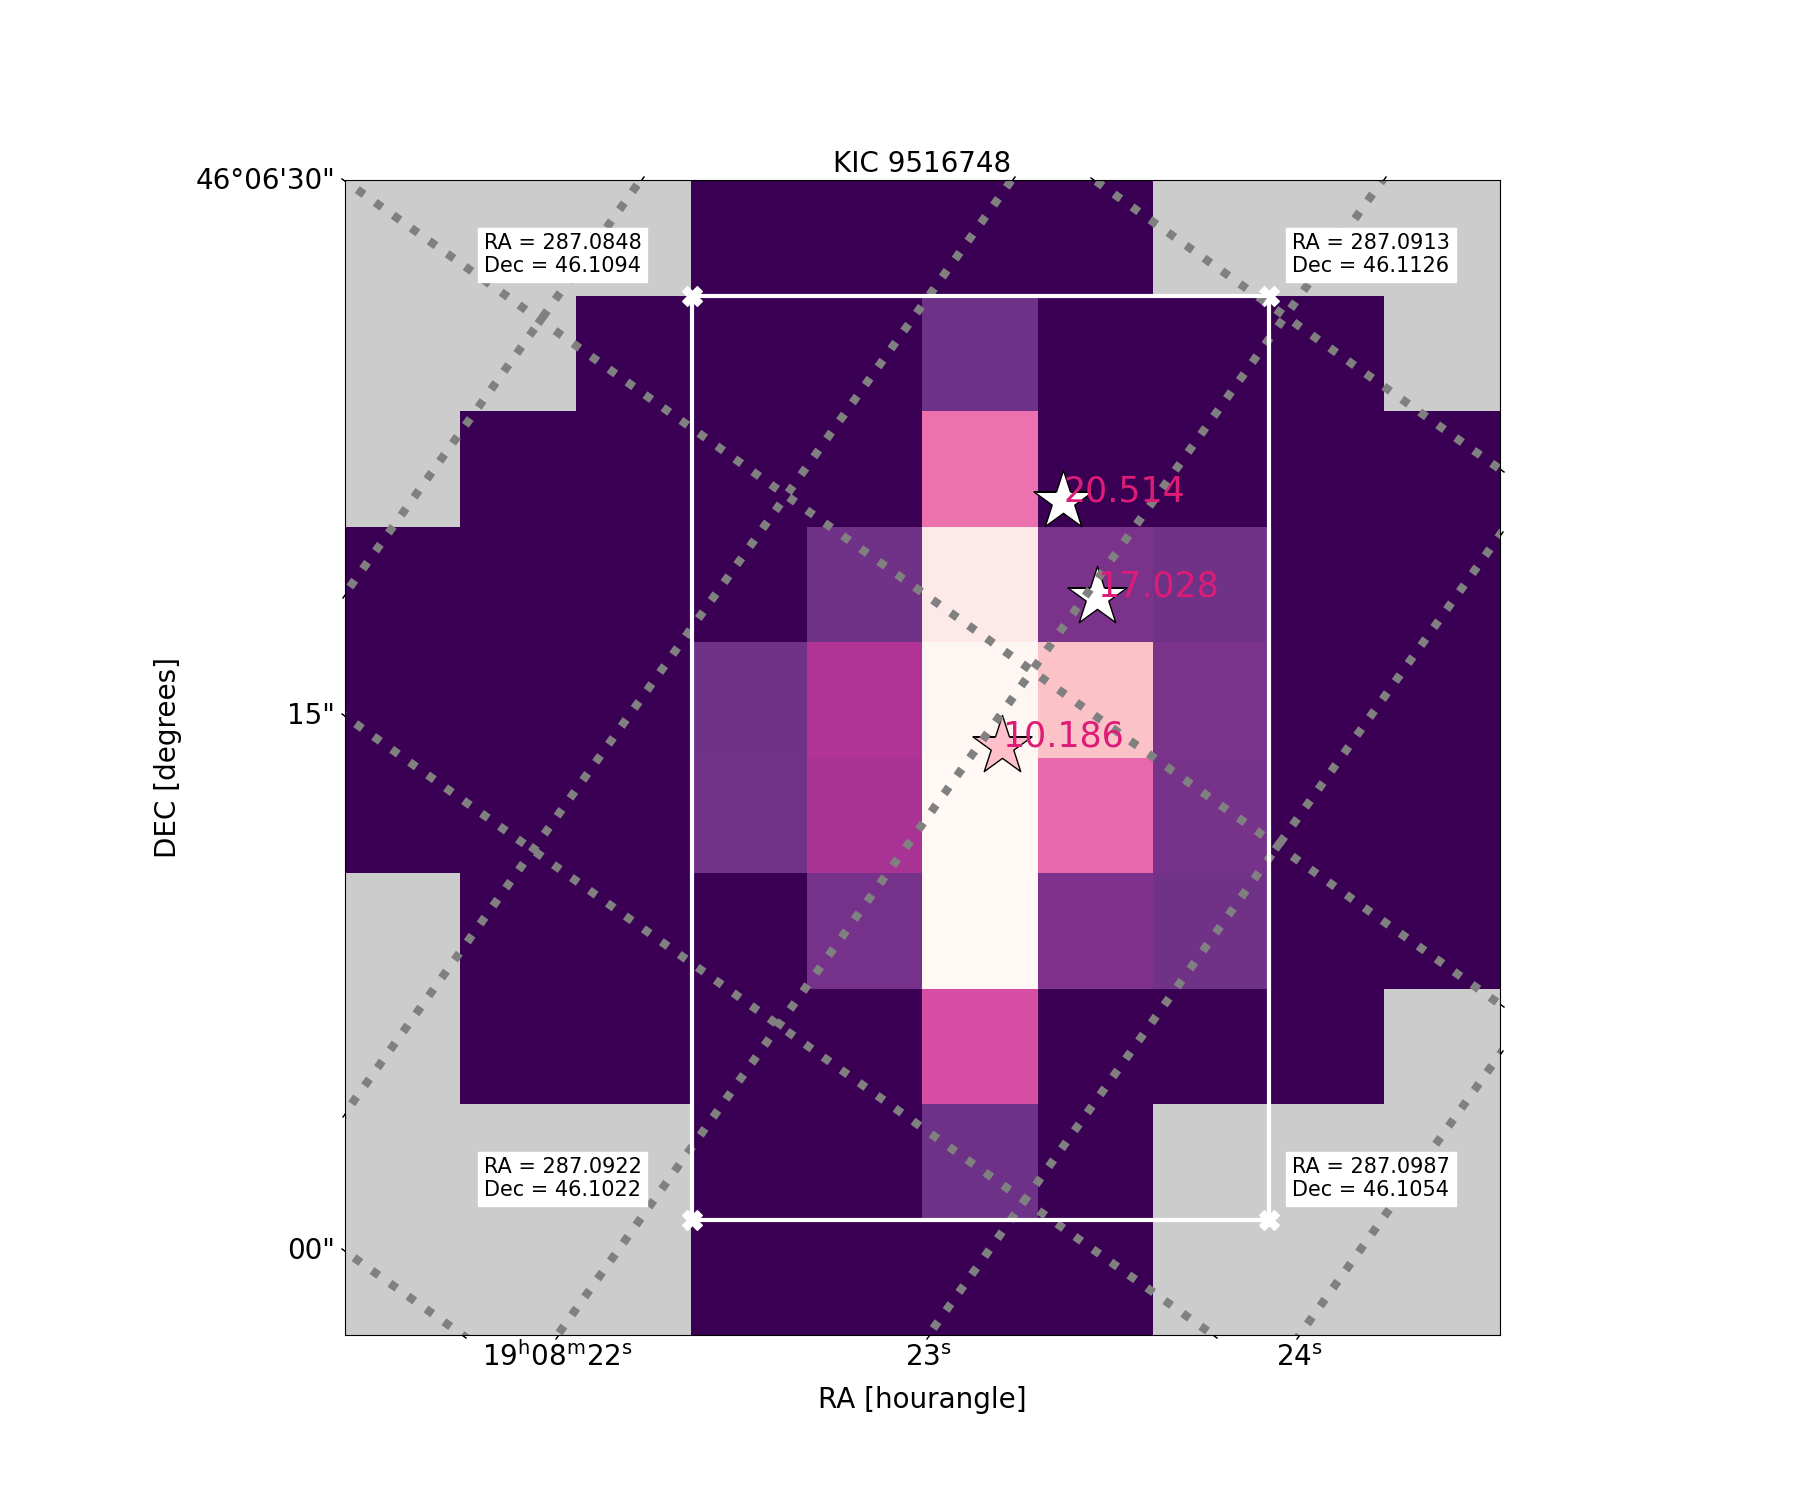 KIC 9516748
46°06'30"
RA = 287.0848
Dec = 46.1094
RA = 287.0913
Dec = 46.1126
20.514
17.028
15"
10.186
DEC [degrees]
RA = 287.0922
Dec = 46.1022
RA = 287.0987
Dec = 46.1054
00"
19ʰ08ᵐ22ˢ
23ˢ
24ˢ
RA [hourangle]